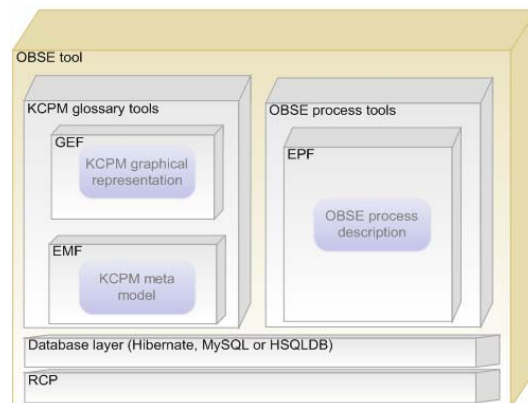 OBSE tool
KCPM glossary tools
GEF
KCPM graphical
representation
EMF
KCPM meta
model
OBSE process tools
EPF
OBSE process
description
Database layer (Hibernate, MySQL or HSQLDB)
RCP